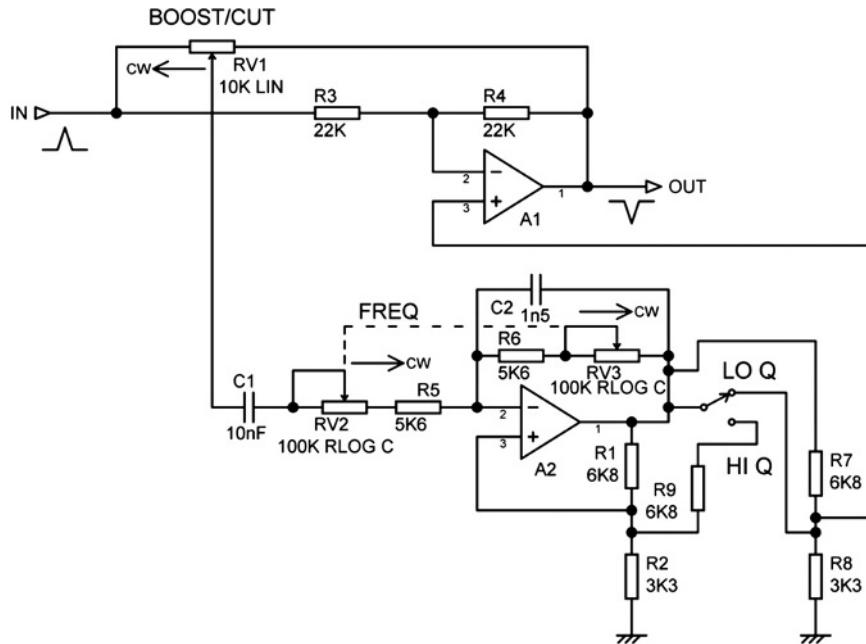 BOOST/CUT
CW
RV1
10K LIN
R3
22K
R4
22K
IN
2
3
1
A1
OUT
FREQ
C2
1n5
CW
CW
R6
5K6
RV3
100K RLOG C
LO Q
C1
10nF
RV2
100K RLOG C
R5
5K6
2
3
1
A2
R1
6K8
R9
6K8
HI Q
R7
6K8
R2
3K3
R8
3K3